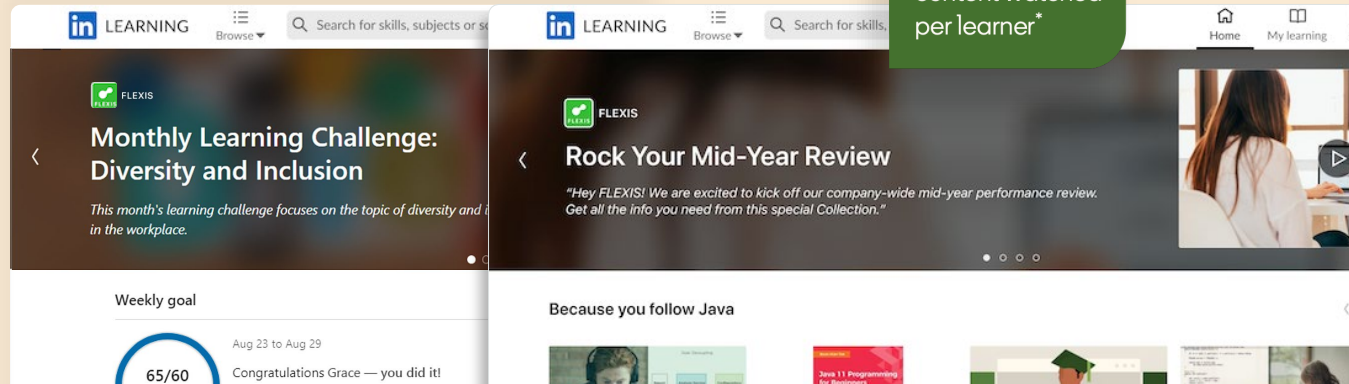 in LEARNING
Browse
Search for skills, subjects or
FLEXIS
FLEXIS
Monthly Learning Challenge:
Diversity and Inclusion
This month's learning challenge focuses on the topic of diversity and
in the workplace.
Weekly goal
65/60
Aug 23 to Aug 29
Congratulations Grace — you did it!
in LEARNING
Browse
Search for skills,
content watched
per learner*
Home
My learning
FLEXIS
FLEXIS
Rock Your Mid-Year Review
"Hey FLEXIS! We are excited to kick off our company-wide mid-year performance review.
Get all the info you need from this special Collection."
Because you follow Java
Java 11 Programming
for Beginners